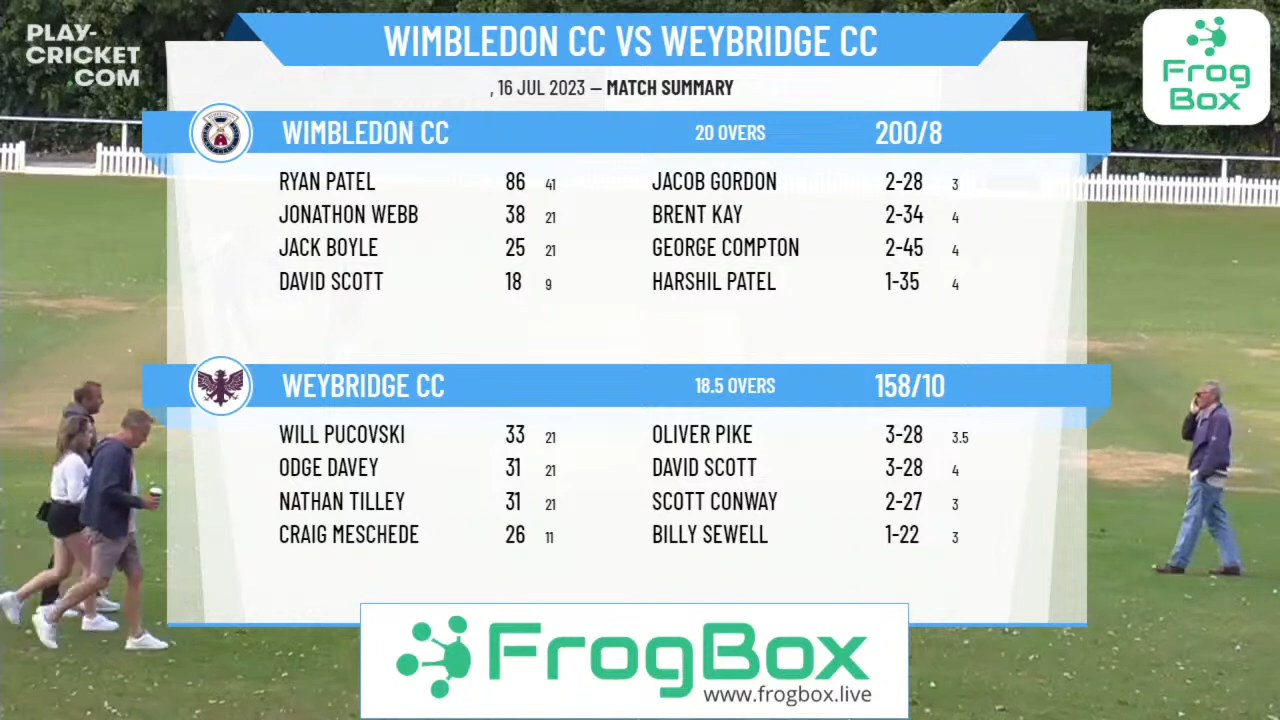 PLAY-
CRICKET
.COM
WIMBLEDON CC VS WEYBRIDGE CC
Frog
Box
, 16 JUL 2023 – MATCH SUMMARY
WIMBLEDON CC 20 OVERS 200/8
RYAN PATEL 86 41 JACOB GORDON 2-28 3
JONATHON WEBB 38 21 BRENT KAY 2-34 4
JACK BOYLE 25 21 GEORGE COMPTON 2-45 4
DAVID SCOTT 18 9 HARSHIL PATEL 1-35 4
WEYBRIDGE CC 18.5 OVERS 158/10
WILL PUCOVSKI 33 21 OLIVER PIKE 3-28 3.5
ODGE DAVEY 31 21 DAVID SCOTT 3-28 4
NATHAN TILLEY 31 21 SCOTT CONWAY 2-27 3
CRAIG MESCHEDE 26 11 BILLY SEWELL 1-22 3
FrogBox
www.frogbox.live